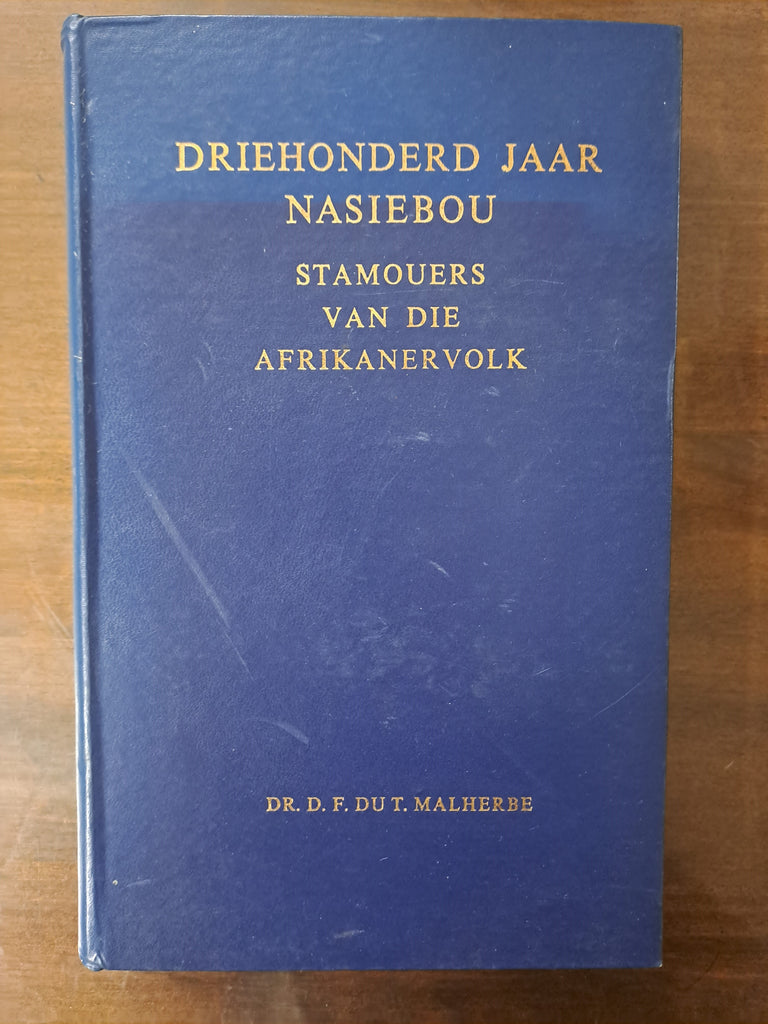 DRIEHONDERD JAAR
NASIEBOU
STAMOUERS
VAN DIE
AFRIKANERVOLK
DR. D. F. DU T. MALHERBE